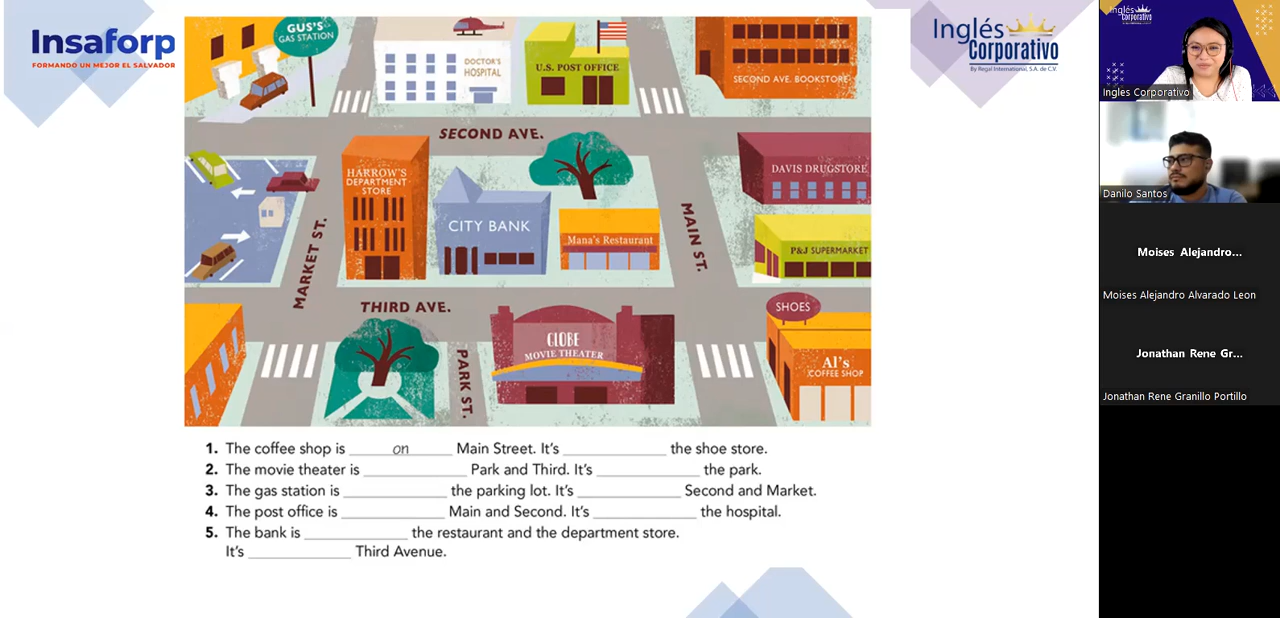 Insaforp
FORMANDO UN MEJOR EL SALVADOR
Inglés
Corporativo
By Regal International, S.A. de C.V.
GUS'S
GAS STATION
DOCTOR'S
HOSPITAL
U.S. POST OFFICE
SECOND AVE. BOOKSTORE
SECOND AVE.
HARROW'S
DEPARTMENT
STORE
CITY BANK
Mana's Restaurant
DAVIS DRUGSTORE
P&J SUPERMARKET
MARKET ST.
MAIN ST.
THIRD AVE.
PARK ST.
GLOBE
MOVIE THEATER
SHOES
Al's
COFFEE SHOP
1. The coffee shop is on Main Street. It's the shoe store.
2. The movie theater is Park and Third. It's the park.
3. The gas station is the parking lot. It's Second and Market.
4. The post office is Main and Second. It's the hospital.
5. The bank is the restaurant and the department store.
It's Third Avenue.
Inglés
Corporativo
Ingles Corporativo
Danilo Santos
Moises Alejandro...
Moises Alejandro Alvarado Leon
Jonathan Rene Gr...
Jonathan Rene Granillo Portillo